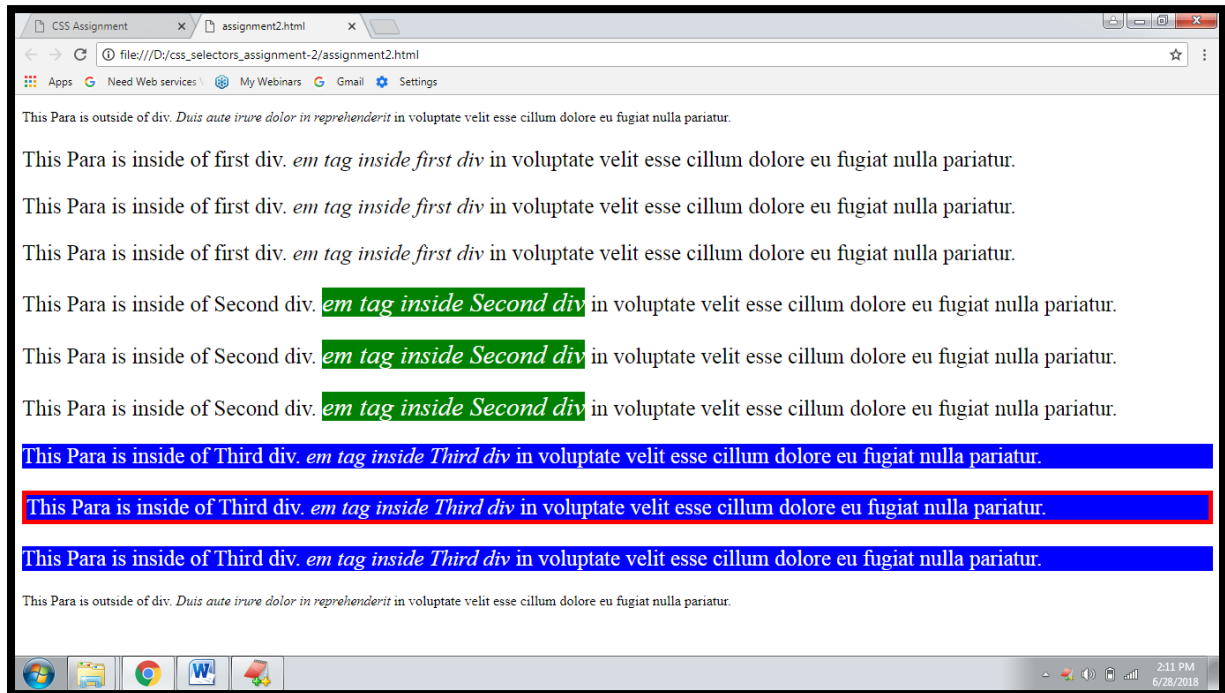 CSS Assignment
assignment2.html
file:///D:/css_selectors_assignment-2/assignment2.html
Apps
Need Web services \
My Webinars
Gmail
Settings
This Para is outside of div. Duis aute irure dolor in reprehenderit in voluptate velit esse cillum dolore eu fugiat nulla pariatur.
This Para is inside of first div. em tag inside first div in voluptate velit esse cillum dolore eu fugiat nulla pariatur.
This Para is inside of first div. em tag inside first div in voluptate velit esse cillum dolore eu fugiat nulla pariatur.
This Para is inside of first div. em tag inside first div in voluptate velit esse cillum dolore eu fugiat nulla pariatur.
This Para is inside of Second div. em tag inside Second div in voluptate velit esse cillum dolore eu fugiat nulla pariatur.
This Para is inside of Second div. em tag inside Second div in voluptate velit esse cillum dolore eu fugiat nulla pariatur.
This Para is inside of Second div. em tag inside Second div in voluptate velit esse cillum dolore eu fugiat nulla pariatur.
This Para is inside of Third div. em tag inside Third div in voluptate velit esse cillum dolore eu fugiat nulla pariatur.
This Para is inside of Third div. em tag inside Third div in voluptate velit esse cillum dolore eu fugiat nulla pariatur.
This Para is inside of Third div. em tag inside Third div in voluptate velit esse cillum dolore eu fugiat nulla pariatur.
This Para is outside of div. Duis aute irure dolor in reprehenderit in voluptate velit esse cillum dolore eu fugiat nulla pariatur.
2:11 PM
6/28/2018